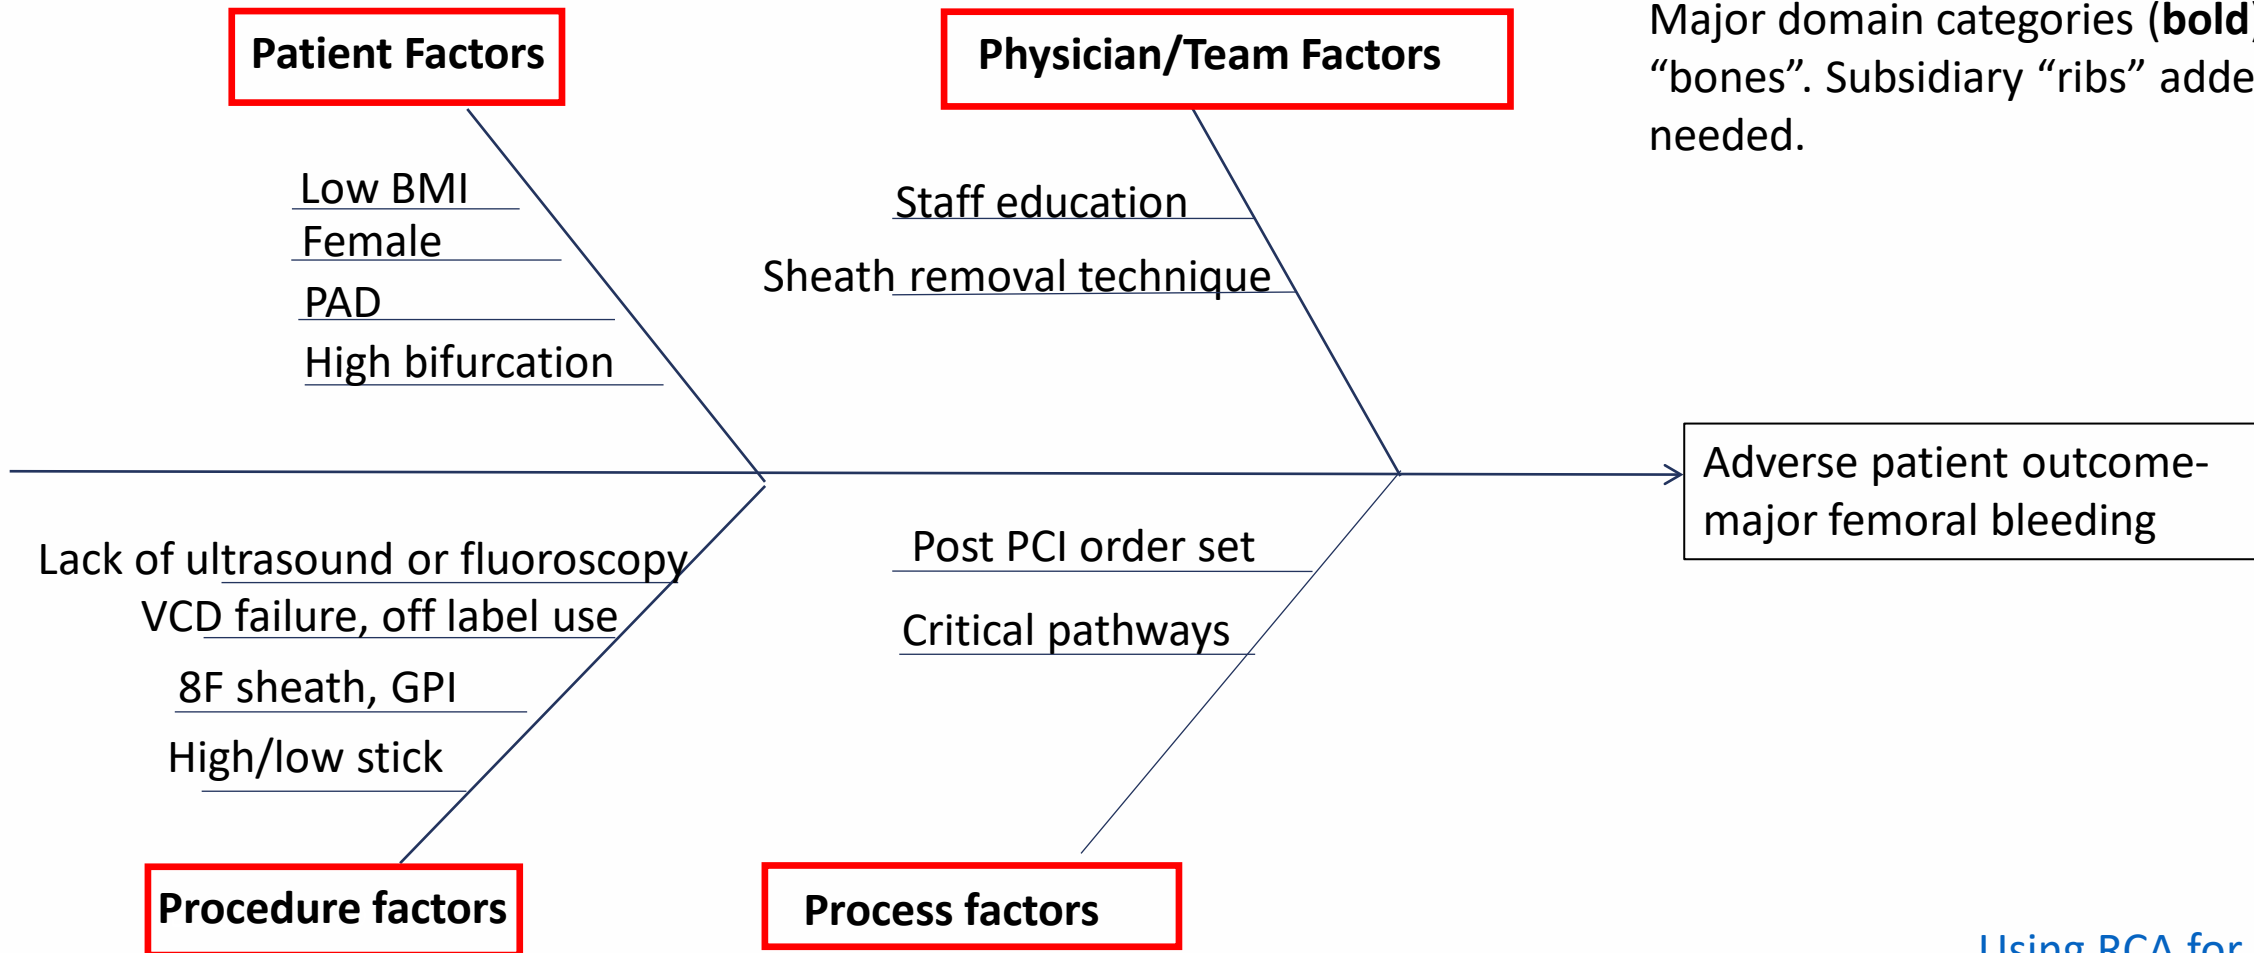 Patient Factors
Physician/Team Factors
Major domain categories (bold)
“bones”. Subsidiary “ribs” adde
needed.
Low BMI
Female
PAD
High bifurcation
Staff education
Sheath removal technique
Adverse patient outcome-
major femoral bleeding
Lack of ultrasound or fluoroscopy
VCD failure, off label use
8F sheath, GPI
High/low stick
Post PCI order set
Critical pathways
Procedure factors
Process factors
Using RCA for